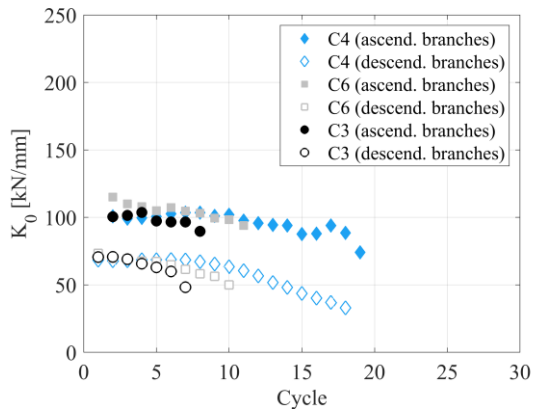 250
200
150
100
50
0
K0 [kN/mm]
C4 (ascend. branches)
C4 (descend. branches)
C6 (ascend. branches)
C6 (descend. branches)
C3 (ascend. branches)
C3 (descend. branches)
0 5 10 15 20 25 30
Cycle